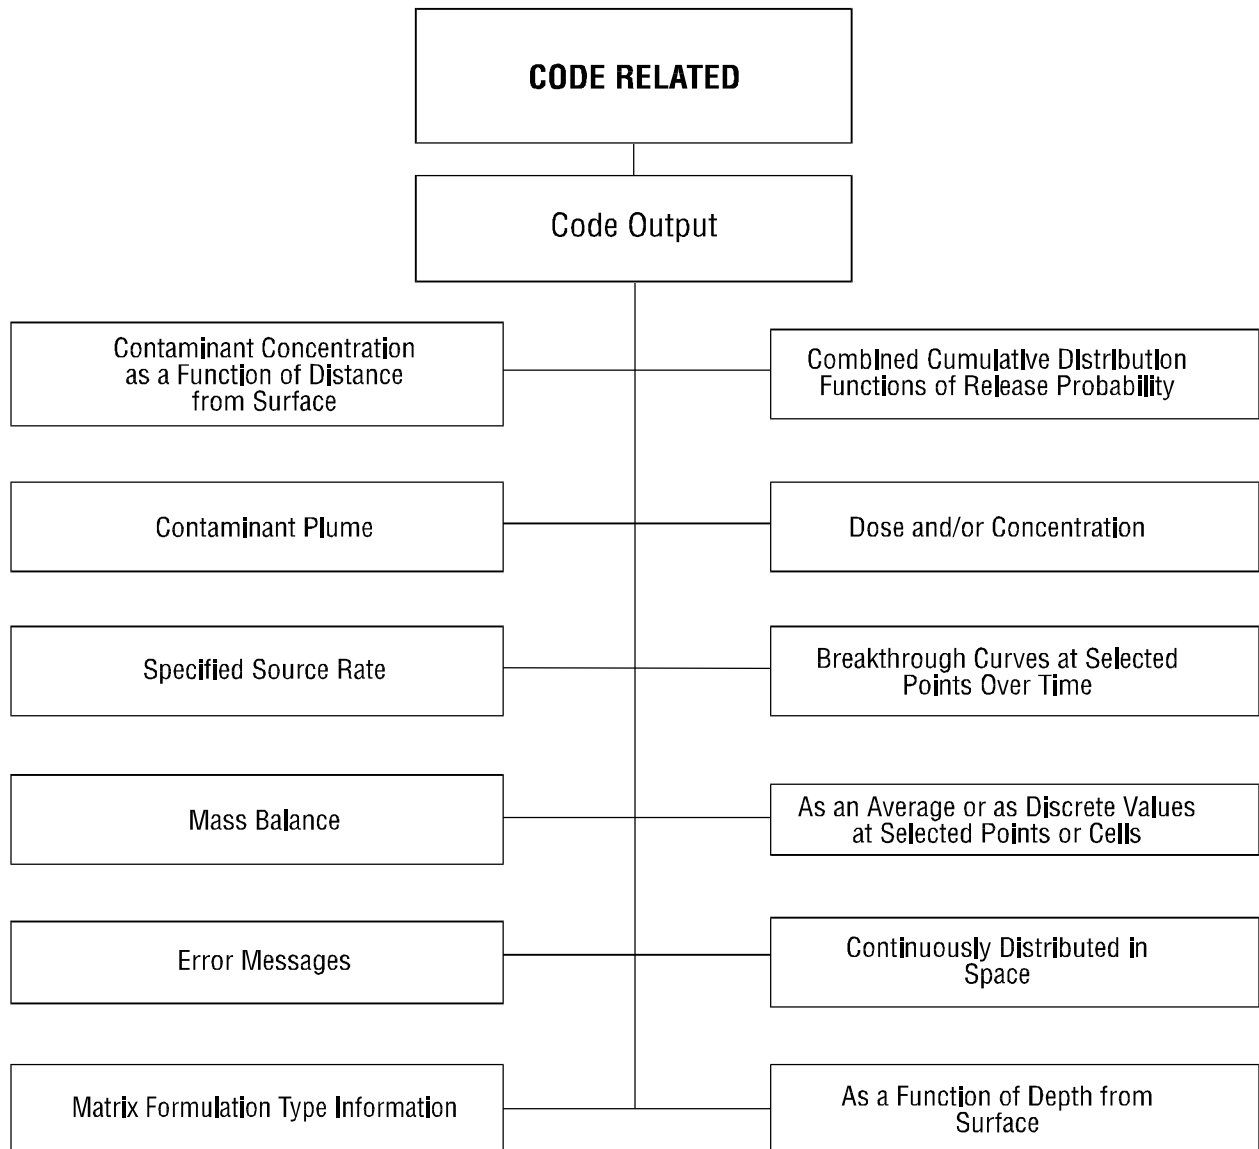 CODE RELATED
Code Output
Contaminant Concentration
as a Function of Distance
from Surface
Combined Cumulative Distribution
Functions of Release Probability
Contaminant Plume
Dose and/or Concentration
Specified Source Rate
Breakthrough Curves at Selected
Points Over Time
Mass Balance
As an Average or as Discrete Values
at Selected Points or Cells
Error Messages
Continuously Distributed in
Space
Matrix Formulation Type Information
As a Function of Depth from
Surface